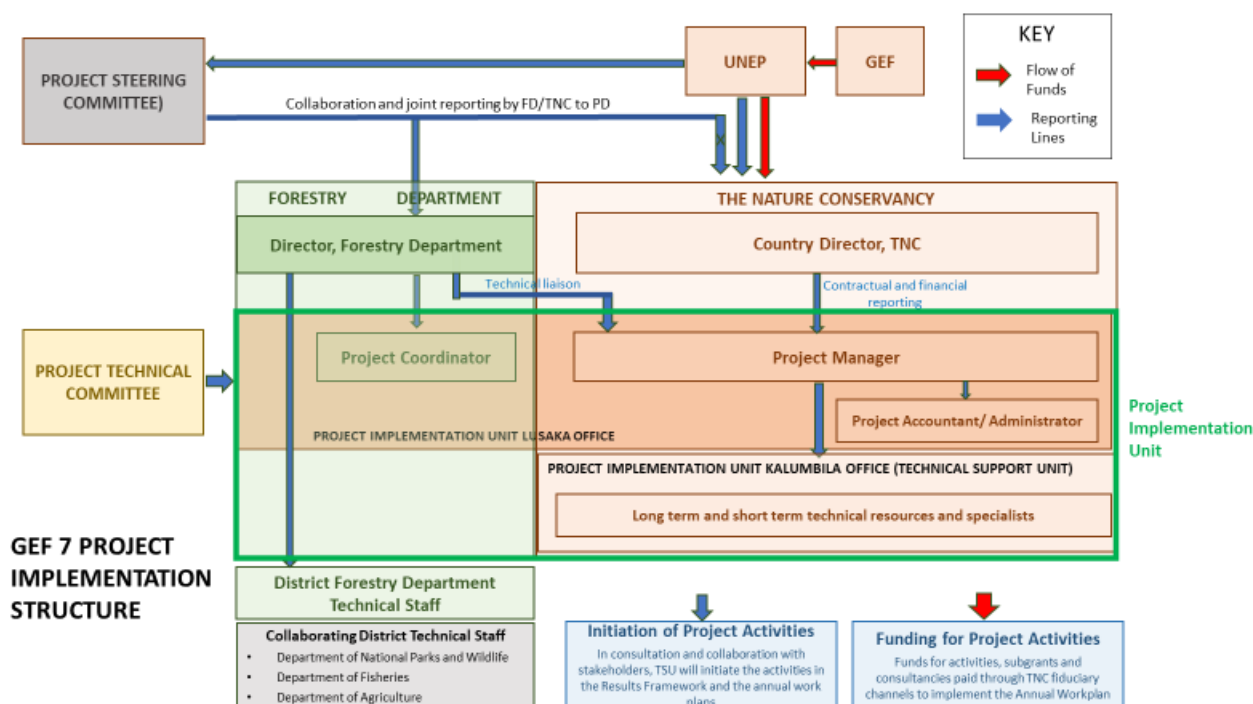 PROJECT STEERING
COMMITTEE)
UNEP
GEF
KEY
Flow of
Funds
Reporting
Lines
Collaboration and joint reporting by FD/TNC to PD
X
FORESTRY DEPARTMENT
THE NATURE CONSERVANCY
Director, Forestry Department
Country Director, TNC
Technical liaison
Contractual and financial
reporting
PROJECT TECHNICAL
COMMITTEE
Project Coordinator
Project Manager
Project Accountant/ Administrator
PROJECT IMPLEMENTATION UNIT LUSAKA OFFICE
Project
Implementation
Unit
PROJECT IMPLEMENTATION UNIT KALUMBILA OFFICE (TECHNICAL SUPPORT UNIT)
Long term and short term technical resources and specialists
GEF 7 PROJECT
IMPLEMENTATION
STRUCTURE
District Forestry Department
Technical Staff
Collaborating District Technical Staff
• Department of National Parks and Wildlife
• Department of Fisheries
• Department of Agriculture
Initiation of Project Activities
In consultation and collaboration with
stakeholders, TSU will initiate the activities in
the Results Framework and the annual work
plans
Funding for Project Activities
Funds for activities, subgrants and
consultancies paid through TNC fiduciary
channels to implement the Annual Workplan